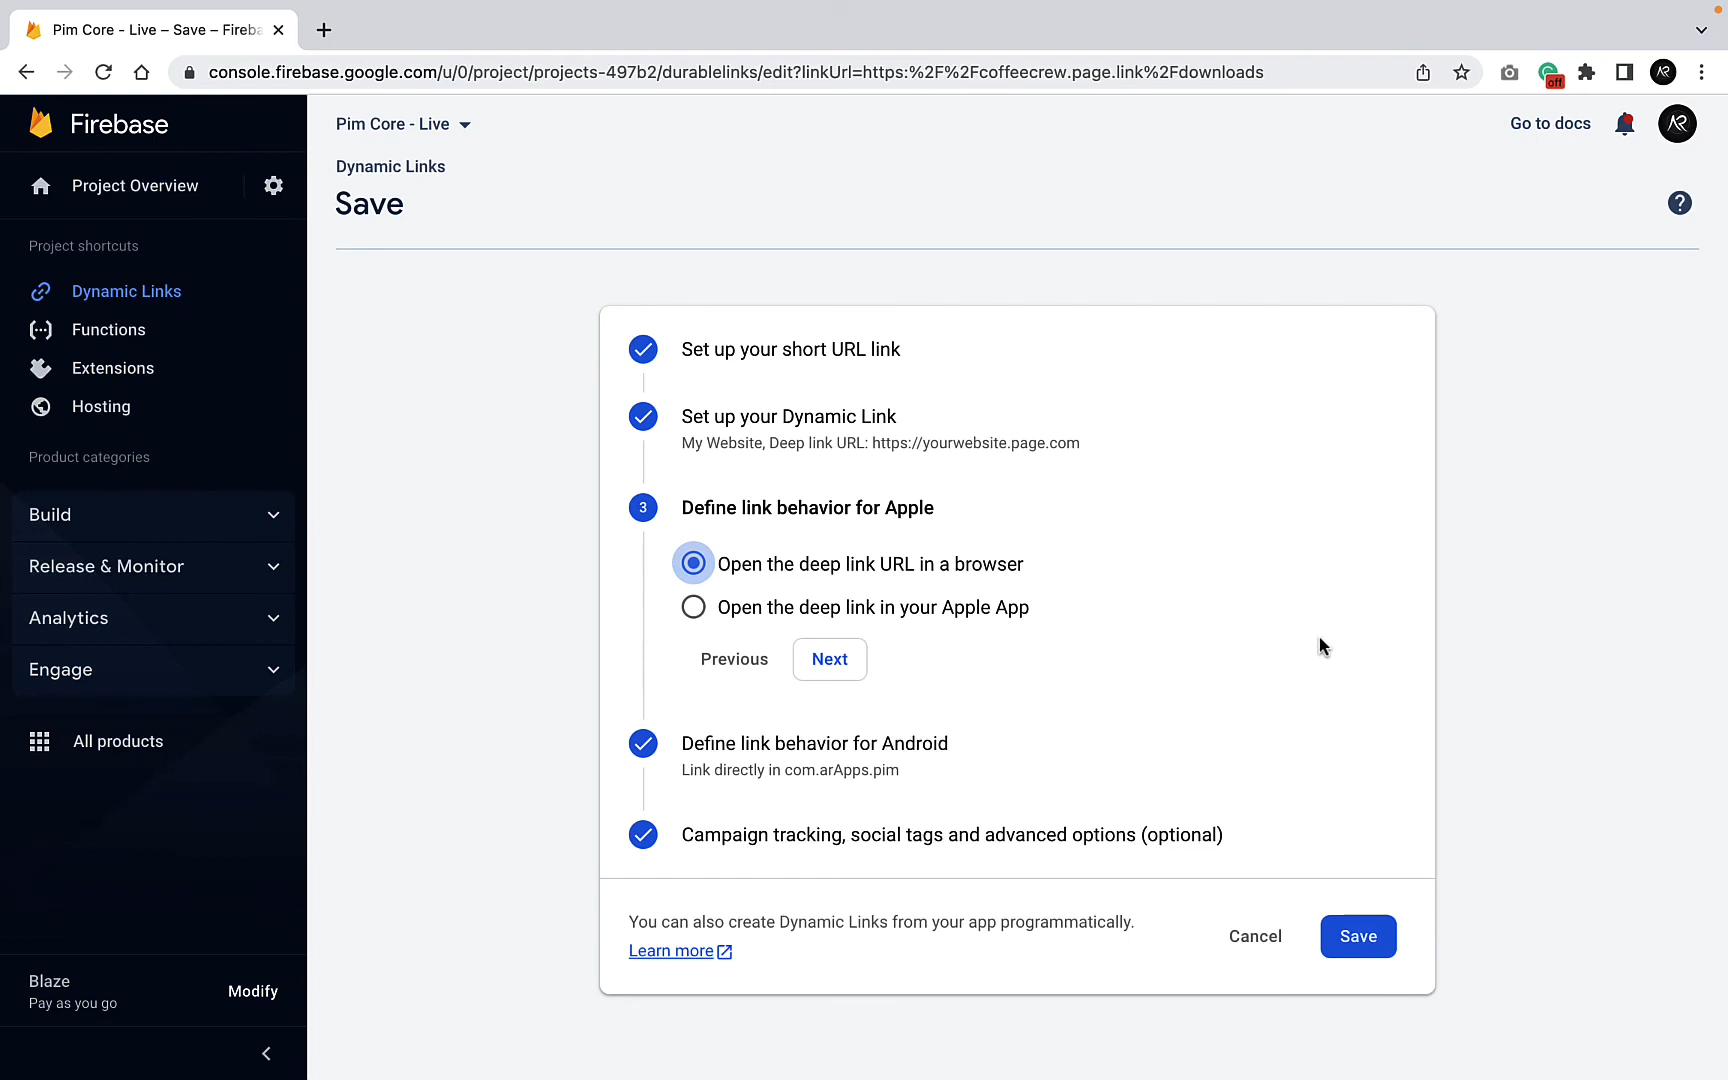 Pim Core - Live – Save – Fireba
console.firebase.google.com/u/0/project/projects-497b2/durablelinks/edit?linkUrl=https:%2F%2Fcoffeecrew.page.link%2Fdownloads
off
Firebase
Pim Core - Live
Go to docs
Dynamic Links
Save
Project Overview
Project shortcuts
Dynamic Links
Functions
Extensions
Hosting
Product categories
Build
Release & Monitor
Analytics
Engage
All products
Blaze
Pay as you go
Modify
Set up your short URL link
Set up your Dynamic Link
My Website, Deep link URL: https://yourwebsite.page.com
3
Define link behavior for Apple
Open the deep link URL in a browser
Open the deep link in your Apple App
Previous
Next
Define link behavior for Android
Link directly in com.arApps.pim
Campaign tracking, social tags and advanced options (optional)
You can also create Dynamic Links from your app programmatically.
Learn more
Cancel
Save